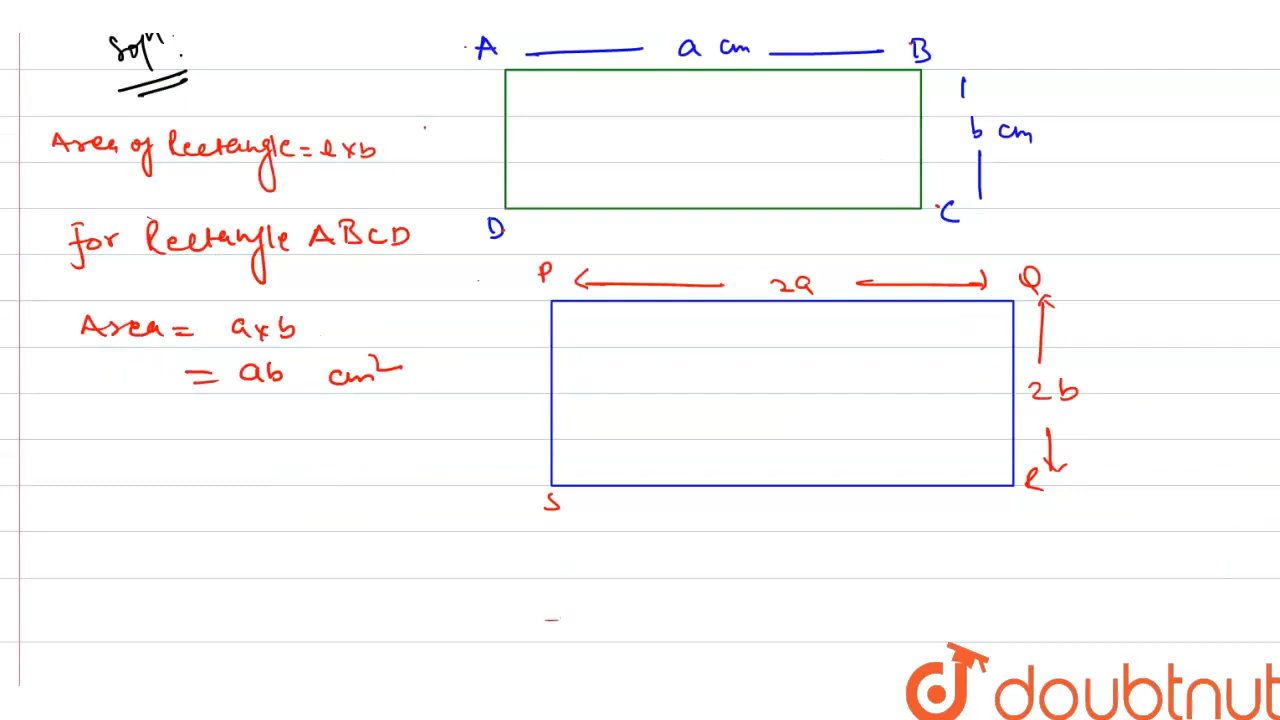 Soln:
A a cm B
b cm
Area of Rectangle = l x b
D C
for Rectangle ABCD
P 2a Q
Area = a x b
= ab cm²
2b
S R
doubtnut